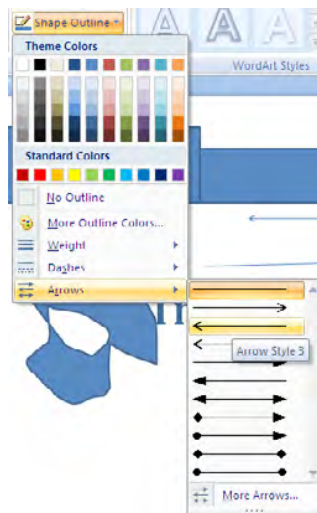 Shape Outline
A A A
Theme Colors
WordArt Styles
Standard Colors
No Outline
More Outline Colors...
Weight
Dashes
Arrows
Arrow Style 3
More Arrows...